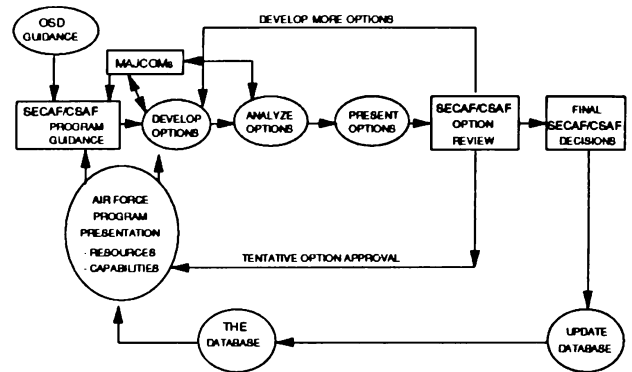 OSD
GUIDANCE
DEVELOP MORE OPTIONS
MAJCOMs
SECAF/CSAF
PROGRAM
GUIDANCE
DEVELOP
OPTIONS
ANALYZE
OPTIONS
PRESENT
OPTIONS
SECAF/CSAF
OPTION
REVIEW
FINAL
SECAF/CSAF
DECISIONS
AIR FORCE
PROGRAM
PRESENTATION
- RESOURCES
- CAPABILITIES
TENTATIVE OPTION APPROVAL
THE
DATABASE
UPDATE
DATABASE